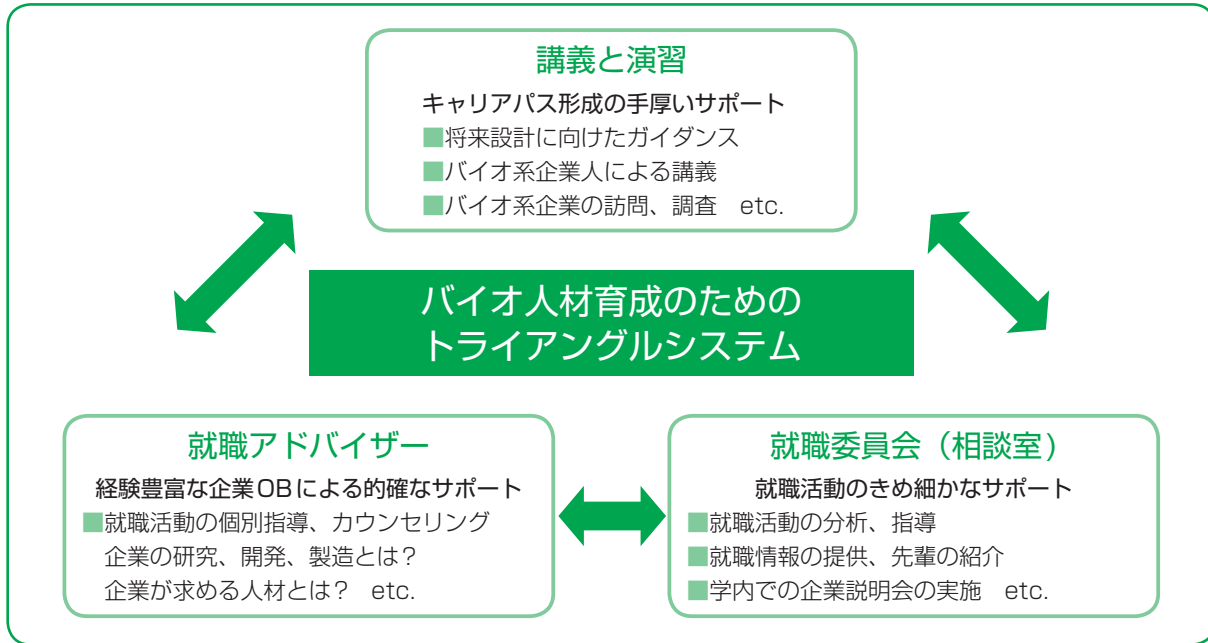 講義と演習
キャリアパス形成の手厚いサポート
■将来設計に向けたガイダンス
■バイオ系企業人による講義
■バイオ系企業の訪問、調査　etc.
バイオ人材育成のための
トライアングルシステム
就職アドバイザー
経験豊富な企業OBによる的確なサポート
■就職活動の個別指導、カウンセリング
企業の研究、開発、製造とは？
企業が求める人材とは？　etc.
就職委員会（相談室）
就職活動のきめ細かなサポート
■就職活動の分析、指導
■就職情報の提供、先輩の紹介
■学内での企業説明会の実施　etc.